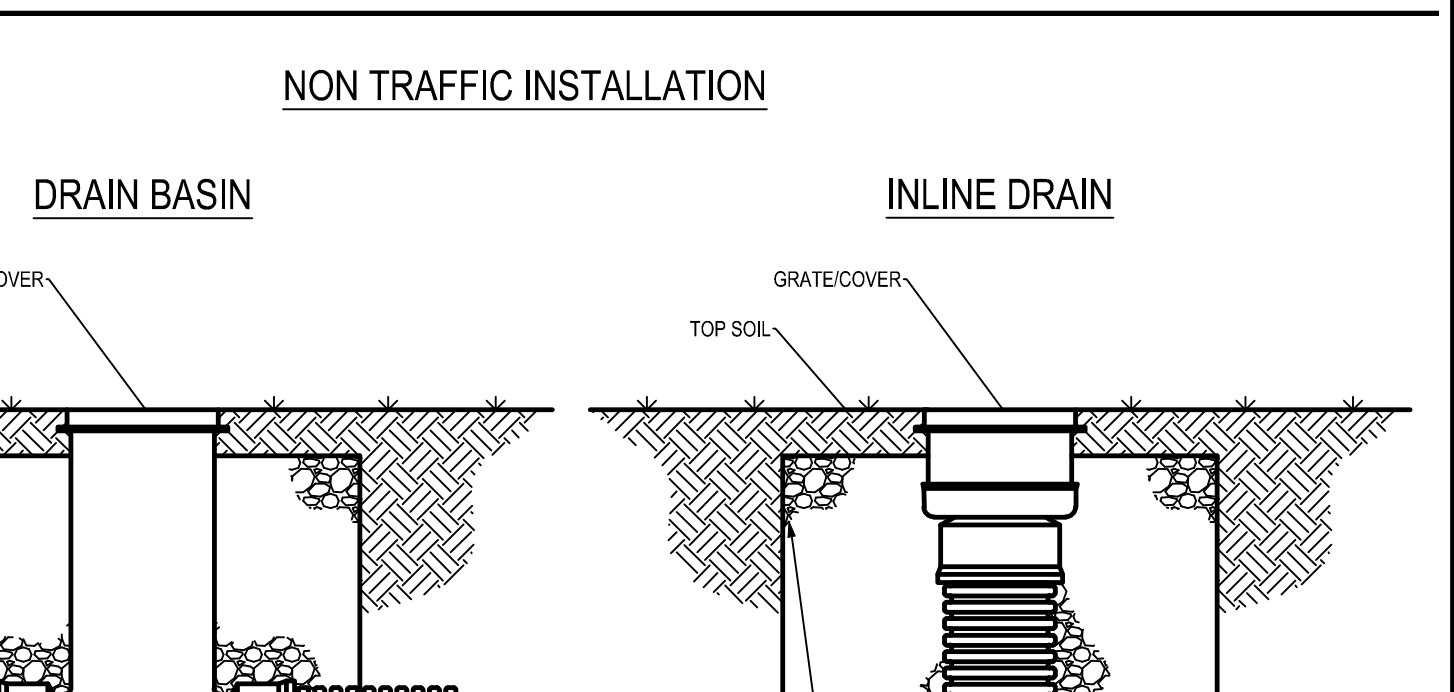 NON TRAFFIC INSTALLATION
DRAIN BASIN
INLINE DRAIN
GRATE/COVER
TOP SOIL